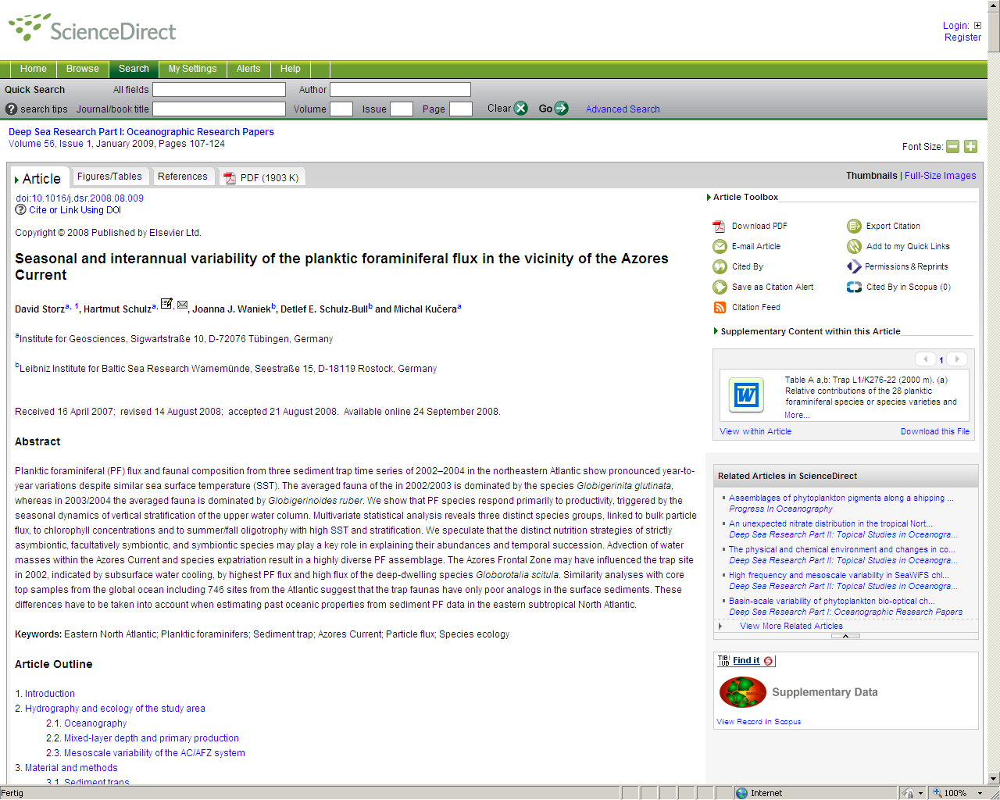 ScienceDirect
Login:
Register
Home Browse Search My Settings Alerts Help
Quick Search All fields Author
? search tips Journal/book title Volume Issue Page Clear Go Advanced Search
Deep Sea Research Part I: Oceanographic Research Papers
Volume 56, Issue 1, January 2009, Pages 107-124
Font Size:
Article Figures/Tables References PDF (1903 K)
Thumbnails | Full-Size Images
doi:10.1016/j.dsr.2008.08.009
? Cite or Link Using DOI
Copyright © 2008 Published by Elsevier Ltd.
Seasonal and interannual variability of the planktic foraminiferal flux in the vicinity of the Azores
Current
David Storz a, 1, Hartmut Schulz a, , , Joanna J. Waniek b, Detlef E. Schulz-Bull b and Michal Kučera a
a Institute for Geosciences, Sigwartstraße 10, D-72076 Tübingen, Germany
b Leibniz Institute for Baltic Sea Research Warnemünde, Seestraße 15, D-18119 Rostock, Germany
Received 16 April 2007; revised 14 August 2008; accepted 21 August 2008. Available online 24 September 2008.
Abstract
Planktic foraminiferal (PF) flux and faunal composition from three sediment trap time series of 2002–2004 in the northeastern Atlantic show pronounced year-to-
year variations despite similar sea surface temperature (SST). The averaged fauna of the in 2002/2003 is dominated by the species Globigerinita glutinata,
whereas in 2003/2004 the averaged fauna is dominated by Globigerinoides ruber. We show that PF species respond primarily to productivity, triggered by the
seasonal dynamics of vertical stratification of the upper water column. Multivariate statistical analysis reveals three distinct species groups, linked to bulk particle
flux, to chlorophyll concentrations and to summer/fall oligotrophy with high SST and stratification. We speculate that the distinct nutrition strategies of strictly
asymbiontic, facultatively symbiontic, and symbiontic species may play a key role in explaining their abundances and temporal succession. Advection of water
masses within the Azores Current and species expatriation result in a highly diverse PF assemblage. The Azores Frontal Zone may have influenced the trap site
in 2002, indicated by subsurface water cooling, by highest PF flux and high flux of the deep-dwelling species Globorotalia scitula. Similarity analyses with core
top samples from the global ocean including 746 sites from the Atlantic suggest that the trap faunas have only poor analogs in the surface sediments. These
differences have to be taken into account when estimating past oceanic properties from sediment PF data in the eastern subtropical North Atlantic.
Keywords: Eastern North Atlantic; Planktic foraminifers; Sediment trap; Azores Current; Particle flux; Species ecology
Article Outline
1. Introduction
2. Hydrography and ecology of the study area
2.1. Oceanography
2.2. Mixed-layer depth and primary production
2.3. Mesoscale variability of the AC/AFZ system
3. Material and methods
3.1. Sediment traps
Article Toolbox
Download PDF Export Citation
E-mail Article Add to my Quick Links
Cited By Permissions & Reprints
Save as Citation Alert Cited By in Scopus (0)
Citation Feed
Supplementary Content within this Article
1
W
Table A a,b: Trap L1/K276-22 (2000 m). (a)
Relative contributions of the 28 planktic
foraminiferal species or species varieties and
More...
View within Article Download this File
Related Articles in ScienceDirect
Assemblages of phytoplankton pigments along a shipping ...
Progress In Oceanography
An unexpected nitrate distribution in the tropical Nort...
Deep Sea Research Part II: Topical Studies in Oceanogra...
The physical and chemical environment and changes in co...
Deep Sea Research Part II: Topical Studies in Oceanogra...
High frequency and mesoscale variability in SeaWiFS chl...
Deep Sea Research Part II: Topical Studies in Oceanogra...
Basin-scale variability of phytoplankton bio-optical ch...
Deep Sea Research Part I: Oceanographic Research Papers
View More Related Articles
TIB UB Find it
Supplementary Data
View Record in Scopus
Fertig Internet 100%